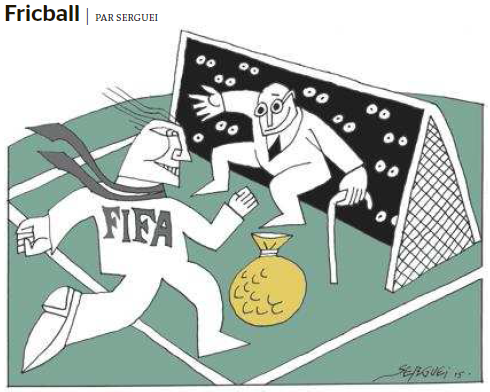 Fricball | PAR SERGUEI
FIFA
SERGUEI 15.